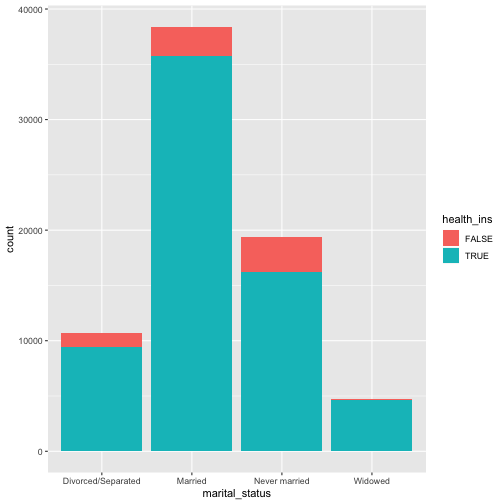 40000
30000
20000
10000
0
count
Divorced/Separated Married Never married Widowed
marital_status
health_ins
FALSE
TRUE